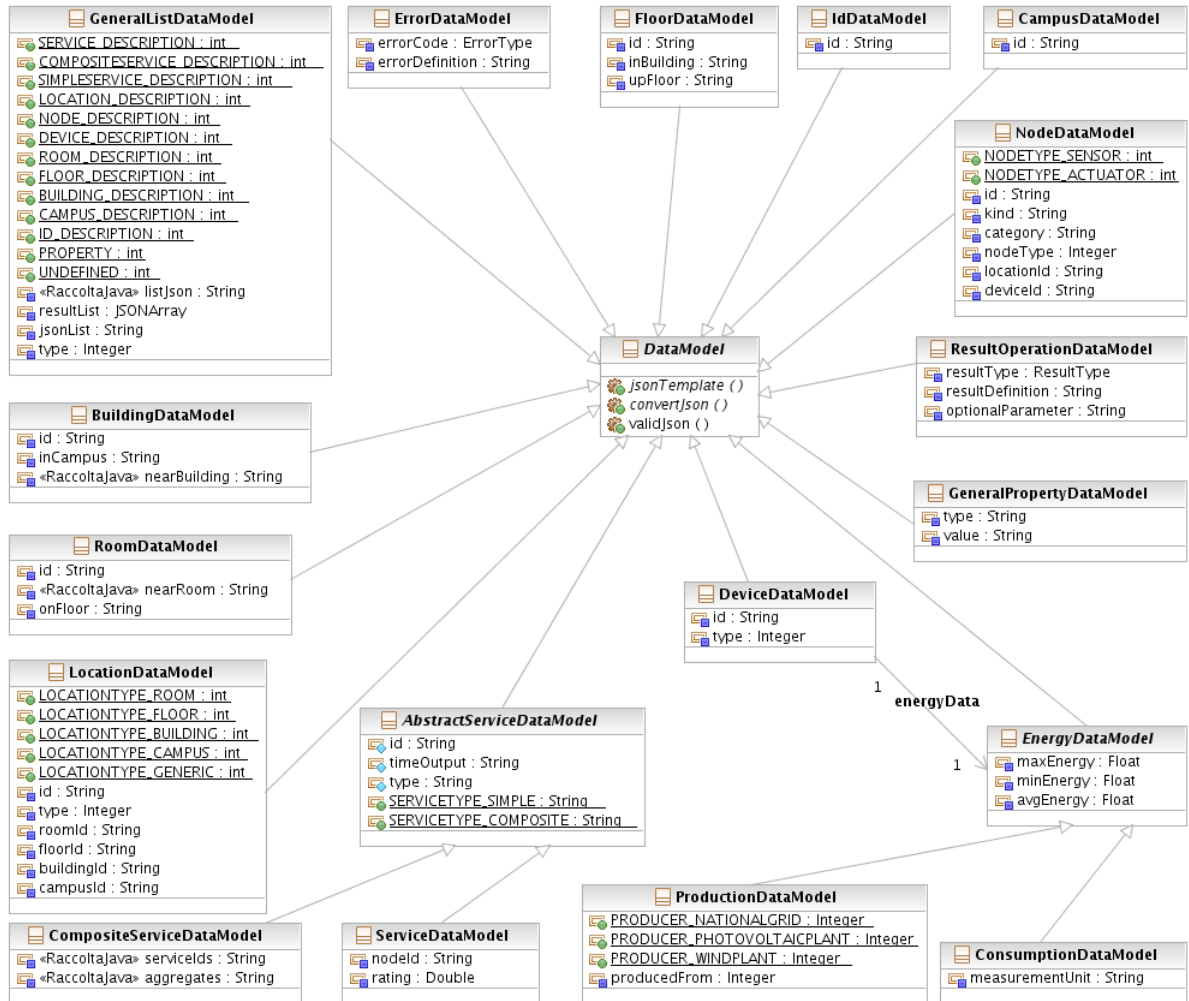 GeneralListDataModel
SERVICE_DESCRIPTION : int
COMPOSITESERVICE_DESCRIPTION : int
SIMPLESERVICE_DESCRIPTION : int
LOCATION_DESCRIPTION : int
NODE_DESCRIPTION : int
DEVICE_DESCRIPTION : int
ROOM_DESCRIPTION : int
FLOOR_DESCRIPTION : int
BUILDING_DESCRIPTION : int
CAMPUS_DESCRIPTION : int
ID_DESCRIPTION : int
PROPERTY : int
UNDEFINED : int
«RaccoltaJava» listJson : String
resultList : JSONArray
jsonList : String
type : Integer
ErrorDataModel
errorCode : ErrorType
errorDefinition : String
FloorDataModel
id : String
inBuilding : String
upFloor : String
IdDataModel
id : String
CampusDataModel
id : String
NodeDataModel
NODETYPE_SENSOR : int
NODETYPE_ACTUATOR : int
id : String
kind : String
category : String
nodeType : Integer
locationId : String
deviceId : String
DataModel
jsonTemplate ( )
convertJson ( )
validJson ( )
ResultOperationDataModel
resultType : ResultType
resultDefinition : String
optionalParameter : String
BuildingDataModel
id : String
inCampus : String
«RaccoltaJava» nearBuilding : String
GeneralPropertyDataModel
type : String
value : String
RoomDataModel
id : String
«RaccoltaJava» nearRoom : String
onFloor : String
DeviceDataModel
id : String
type : Integer
1
energyData
1
LocationDataModel
LOCATIONTYPE_ROOM : int
LOCATIONTYPE_FLOOR : int
LOCATIONTYPE_BUILDING : int
LOCATIONTYPE_CAMPUS : int
LOCATIONTYPE_GENERIC : int
id : String
type : Integer
roomId : String
floorId : String
buildingId : String
campusId : String
AbstractServiceDataModel
id : String
timeOutput : String
type : String
SERVICETYPE_SIMPLE : String
SERVICETYPE_COMPOSITE : String
EnergyDataModel
maxEnergy : Float
minEnergy : Float
avgEnergy : Float
CompositeServiceDataModel
«RaccoltaJava» serviceIds : String
«RaccoltaJava» aggregates : String
ServiceDataModel
nodeId : String
rating : Double
ProductionDataModel
PRODUCER_NATIONALGRID : Integer
PRODUCER_PHOTOVOLTAICPLANT : Integer
PRODUCER_WINDPLANT : Integer
producedFrom : Integer
ConsumptionDataModel
measurementUnit : String